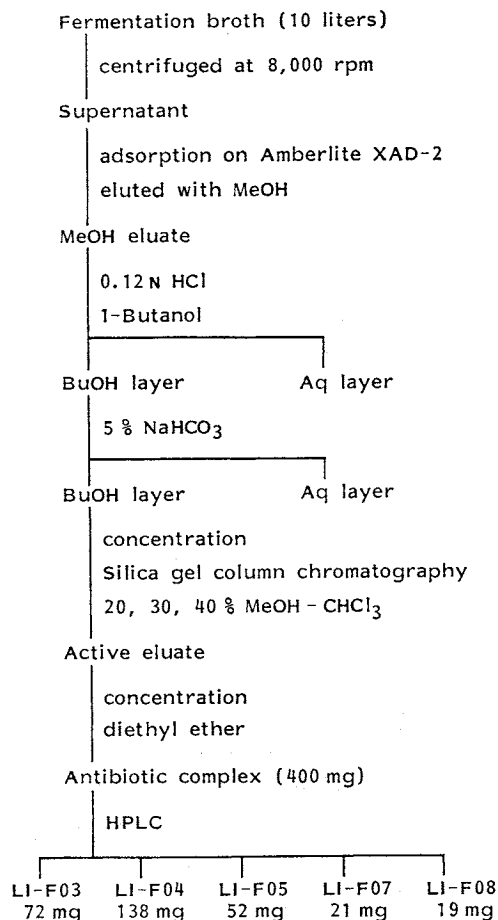 Fermentation broth (10 liters)
centrifuged at 8,000 rpm
Supernatant
adsorption on Amberlite XAD-2
eluted with MeOH
MeOH eluate
0.12 N HCl
1-Butanol
BuOH layer Aq layer
5 % NaHCO3
BuOH layer Aq layer
concentration
Silica gel column chromatography
20, 30, 40 % MeOH - CHCl3
Active eluate
concentration
diethyl ether
Antibiotic complex (400 mg)
HPLC
LI-F03 LI-F04 LI-F05 LI-F07 LI-F08
72 mg 138 mg 52 mg 21 mg 19 mg